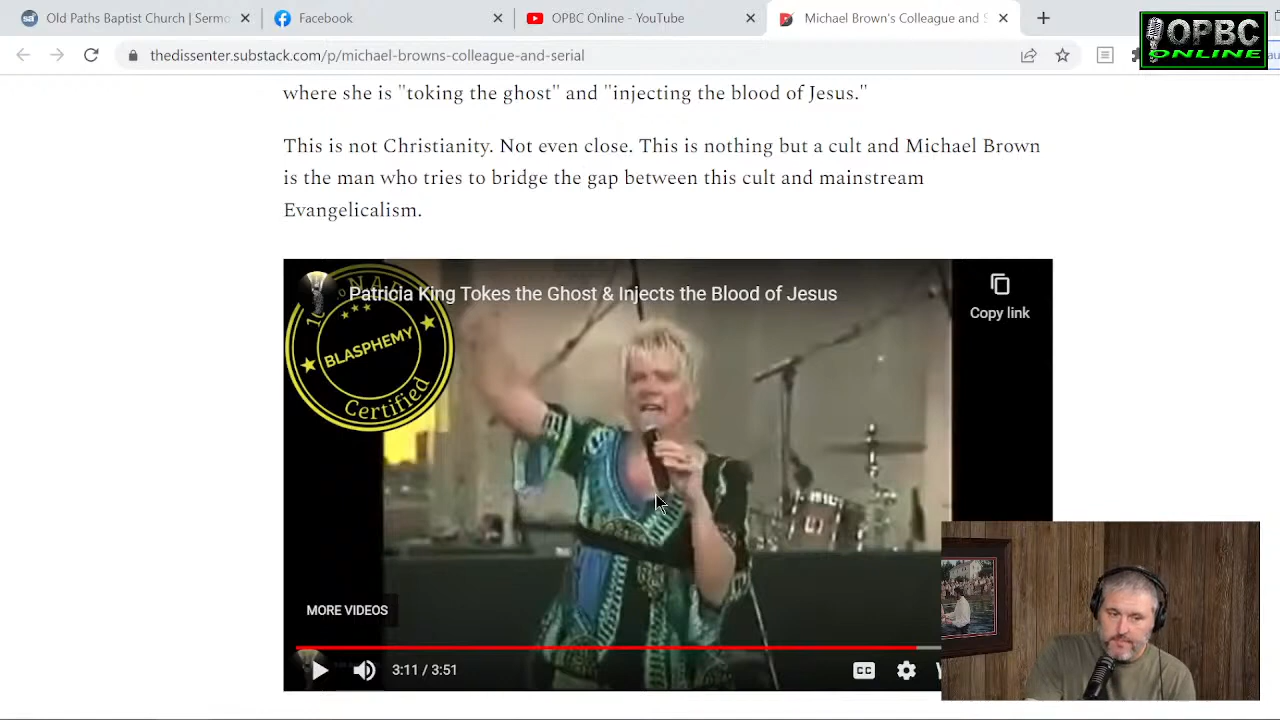 Old Paths Baptist Church | Sermo
Facebook
OPBC Online - YouTube
Michael Brown's Colleague and S
OPBC
ONLINE
thedissenter.substack.com/p/michael-browns-colleague-and-serial
where she is "toking the ghost" and "injecting the blood of Jesus."
This is not Christianity. Not even close. This is nothing but a cult and Michael Brown
is the man who tries to bridge the gap between this cult and mainstream
Evangelicalism.
Patricia King Tokes the Ghost & Injects the Blood of Jesus
Copy link
BLASPHEMY
Certified
MORE VIDEOS
3:11 / 3:51
CC